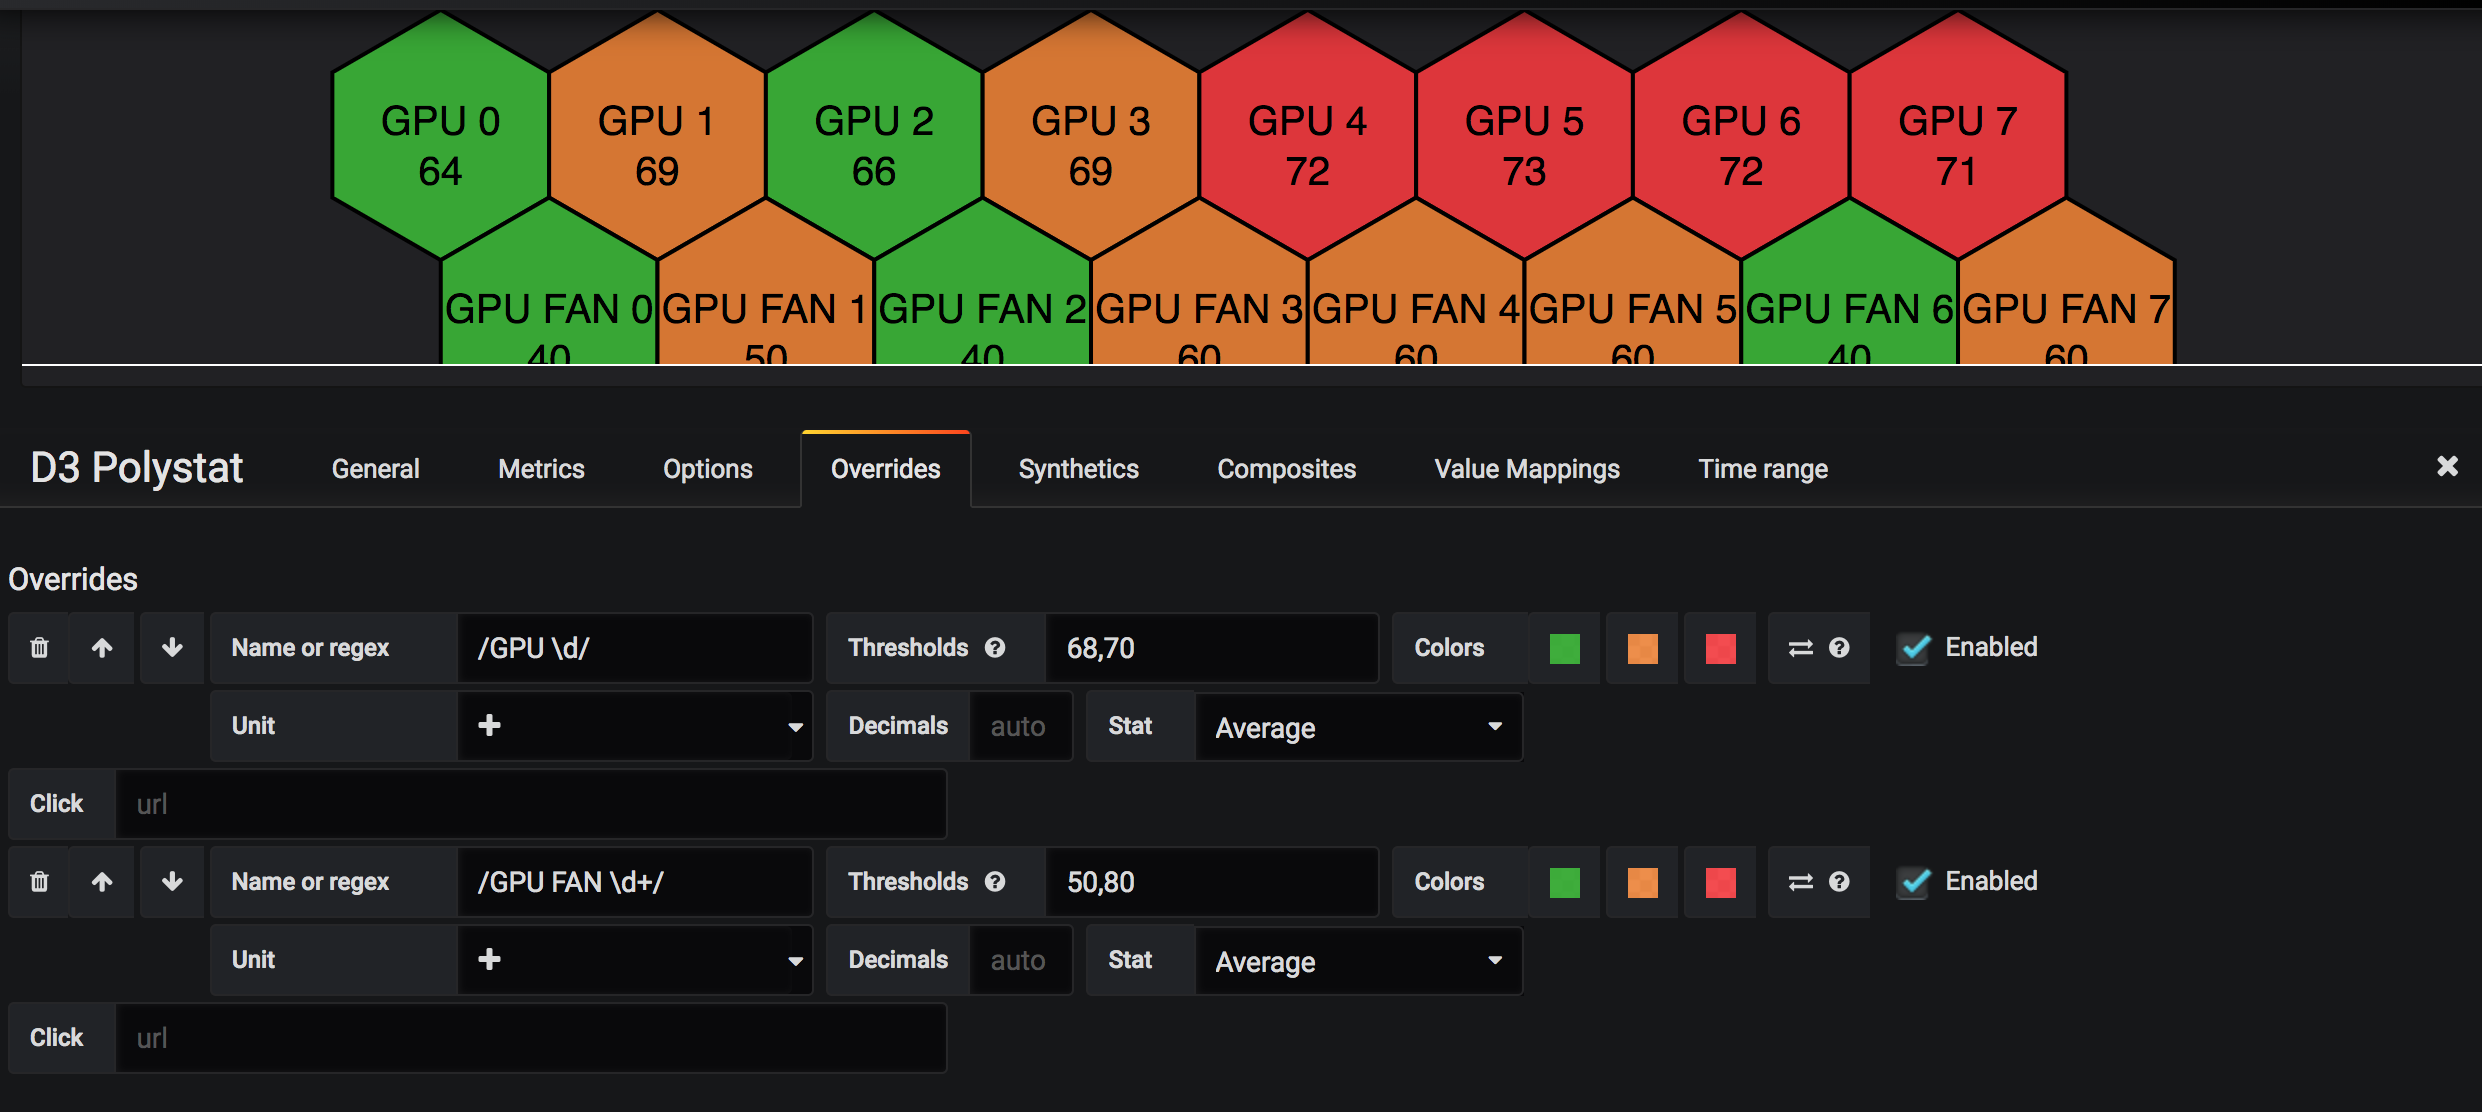 GPU 0 GPU 1 GPU 2 GPU 3 GPU 4 GPU 5 GPU 6 GPU 7
64 69 66 69 72 73 72 71
GPU FAN 0 GPU FAN 1 GPU FAN 2 GPU FAN 3 GPU FAN 4 GPU FAN 5 GPU FAN 6 GPU FAN 7
40 50 40 60 60 60 40 60
D3 Polystat General Metrics Options Overrides Synthetics Composites Value Mappings Time range
Overrides
Name or regex /GPU \d/ Thresholds 68,70 Colors Enabled
Unit Decimals auto Stat Average
Click url
Name or regex /GPU FAN \d+/ Thresholds 50,80 Colors Enabled
Unit Decimals auto Stat Average
Click url